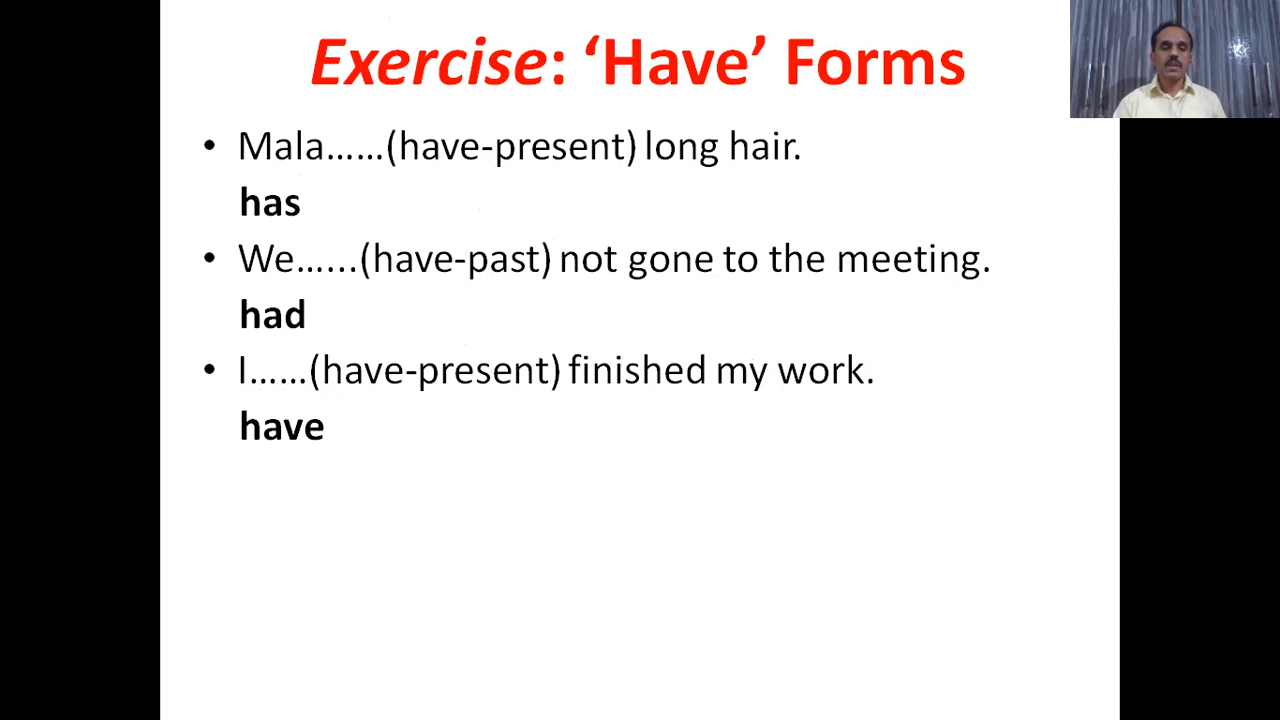 Exercise: ‘Have’ Forms
• Mala……(have-present) long hair.
has
• We…...(have-past) not gone to the meeting.
had
• I……(have-present) finished my work.
have